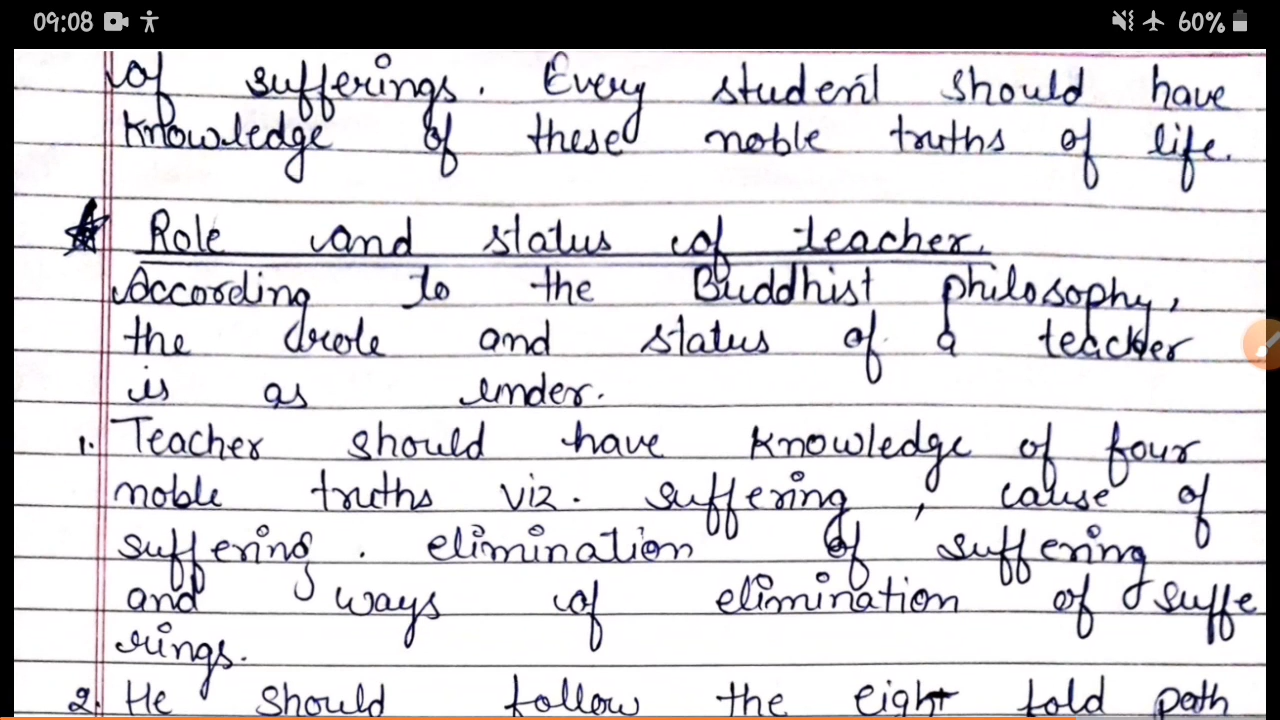 09:08 60%
of sufferings. Every student should have
knowledge of these noble truths of life.
Role and status of teacher.
According to the Buddhist philosophy,
the role and status of a teacher
is as under.
1. Teacher should have knowledge of four
noble truths viz. suffering, cause of
suffering. elimination of suffering
and ways of elimination of suffe
rings.
2. He should follow the eight fold path